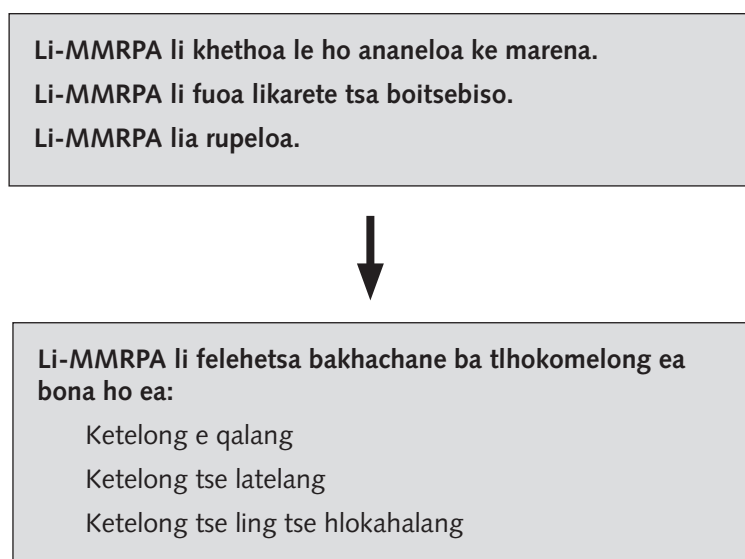 Li-MMRPA li khethoa le ho ananeloa ke marena.
Li-MMRPA li fuoa likarete tsa boitsebiso.
Li-MMRPA lia rupeloa.
Li-MMRPA li felehetsa bakhachane ba tlhokomelong ea
bona ho ea:
Ketelong e qalang
Ketelong tse latelang
Ketelong tse ling tse hlokahalang